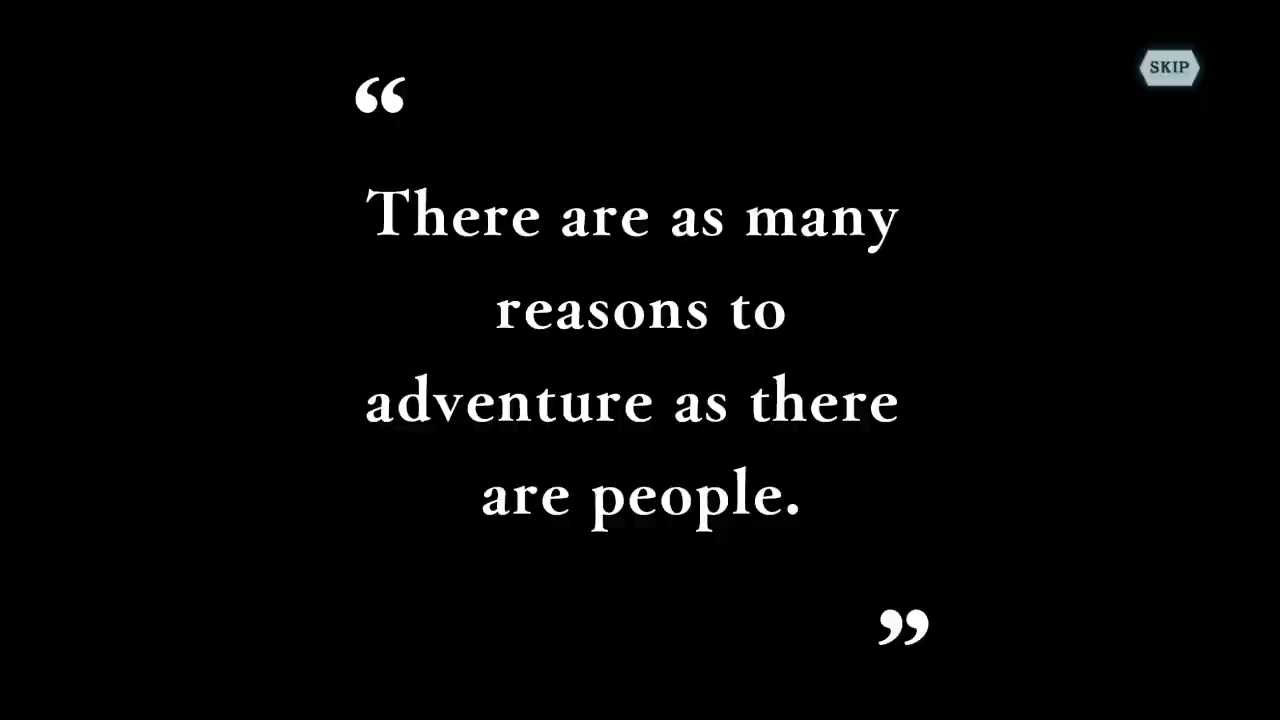 SKIP
“
There are as many
reasons to
adventure as there
are people.
”